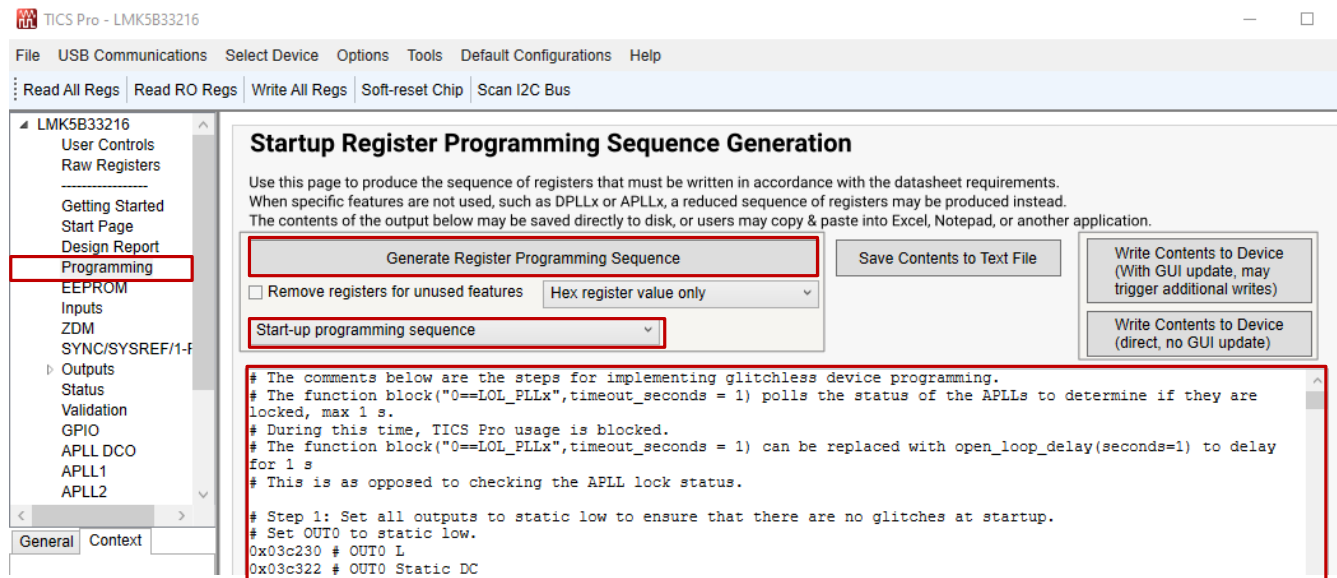 TICS Pro - LMK5B33216
File USB Communications Select Device Options Tools Default Configurations Help
Read All Regs Read RO Regs Write All Regs Soft-reset Chip Scan I2C Bus
LMK5B33216
User Controls
Raw Registers
-----------------
Getting Started
Start Page
Design Report
Programming
EEPROM
Inputs
ZDM
SYNC/SYSREF/1-F
Outputs
Status
Validation
GPIO
APLL DCO
APLL1
APLL2
General Context
Startup Register Programming Sequence Generation
Use this page to produce the sequence of registers that must be written in accordance with the datasheet requirements.
When specific features are not used, such as DPLLx or APLLx, a reduced sequence of registers may be produced instead.
The contents of the output below may be saved directly to disk, or users may copy & paste into Excel, Notepad, or another application.
Generate Register Programming Sequence
Save Contents to Text File
Write Contents to Device
(With GUI update, may
trigger additional writes)
Remove registers for unused features
Hex register value only
Start-up programming sequence
Write Contents to Device
(direct, no GUI update)
# The comments below are the steps for implementing glitchless device programming.
# The function block("0==LOL_PLLx",timeout_seconds = 1) polls the status of the APLLs to determine if they are
locked, max 1 s.
# During this time, TICS Pro usage is blocked.
# The function block("0==LOL_PLLx",timeout_seconds = 1) can be replaced with open_loop_delay(seconds=1) to delay
for 1 s
# This is as opposed to checking the APLL lock status.
# Step 1: Set all outputs to static low to ensure that there are no glitches at startup.
# Set OUT0 to static low.
0x03c230 # OUT0 L
0x03c322 # OUT0 Static DC